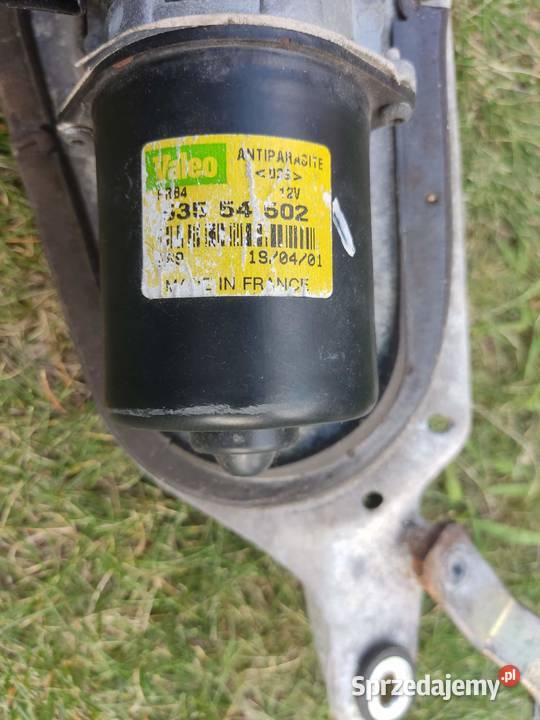 Valeo
ANTIPARASITE
12V
54 502
19/04/01
IN FRANCE
Sprzedajemy.pl